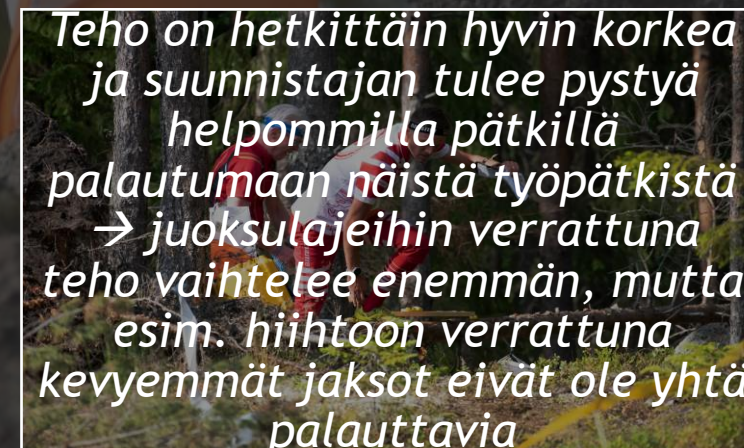 Teho on hetkittäin hyvin korkea
ja suunnistajan tulee pystyä
helpommilla pätkillä
palautumaan näistä työpätkistä
→ juoksulajeihin verrattuna
teho vaihtelee enemmän, mutta
esim. hiihtoon verrattuna
kevyemmät jaksot eivät ole yhtä
palauttavia